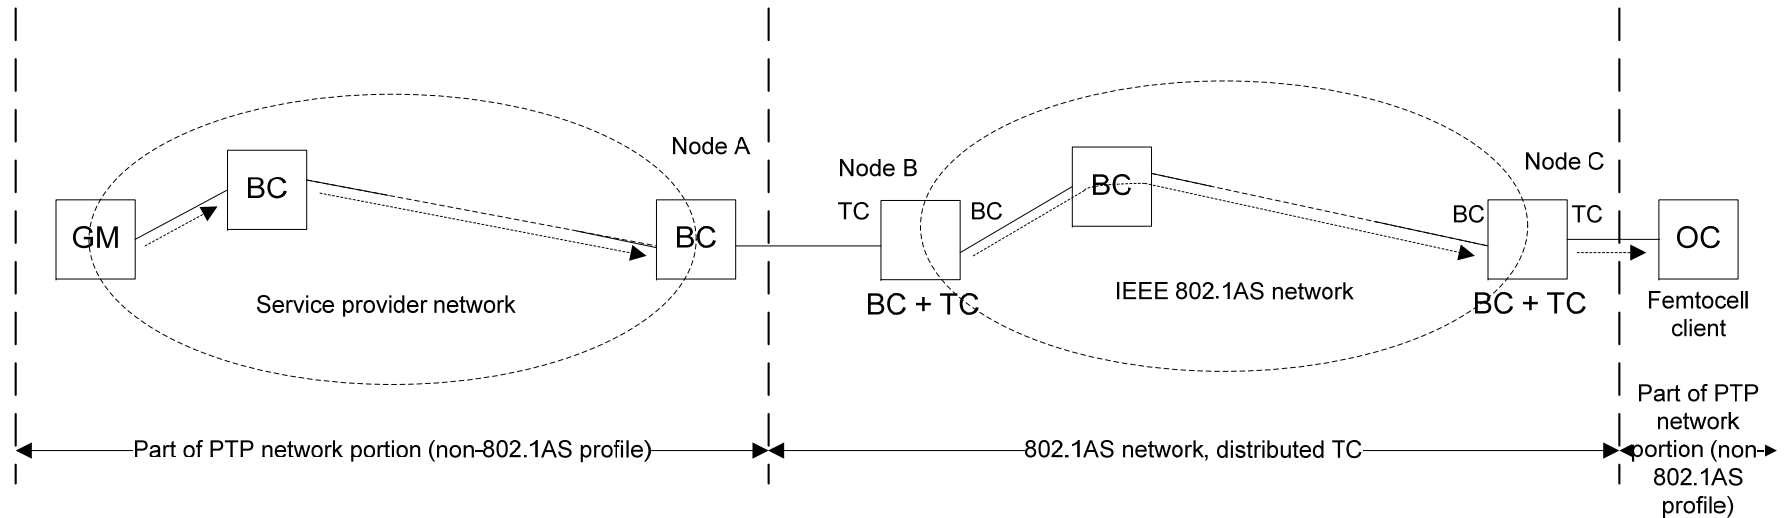 Node A
Node B
Node C
GM
BC
BC
TC
BC
BC
BC
TC
OC
Service provider network
BC + TC
IEEE 802.1AS network
BC + TC
Femtocell
client
Part of PTP network portion (non-802.1AS profile)
802.1AS network, distributed TC
Part of PTP
network
portion (non-
802.1AS
profile)